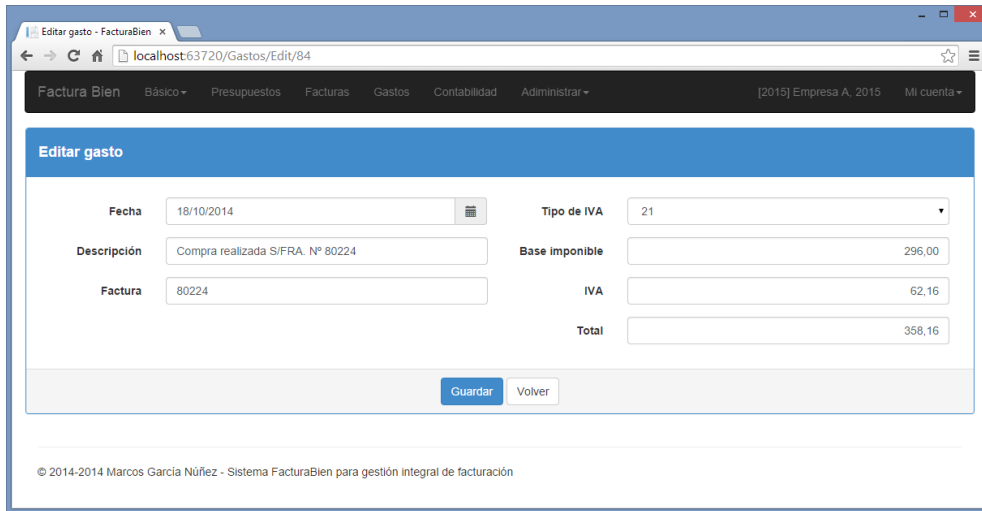 Editar gasto - FacturaBien
localhost:63720/Gastos/Edit/84
Factura Bien Básico Presupuestos Facturas Gastos Contabilidad Adiministrar [2015] Empresa A, 2015 Mi cuenta
Editar gasto
Fecha 18/10/2014 Tipo de IVA 21
Descripción Compra realizada S/FRA. Nº 80224 Base imponible 296,00
Factura 80224 IVA 62,16
Total 358,16
Guardar Volver
© 2014-2014 Marcos García Núñez - Sistema FacturaBien para gestión integral de facturación